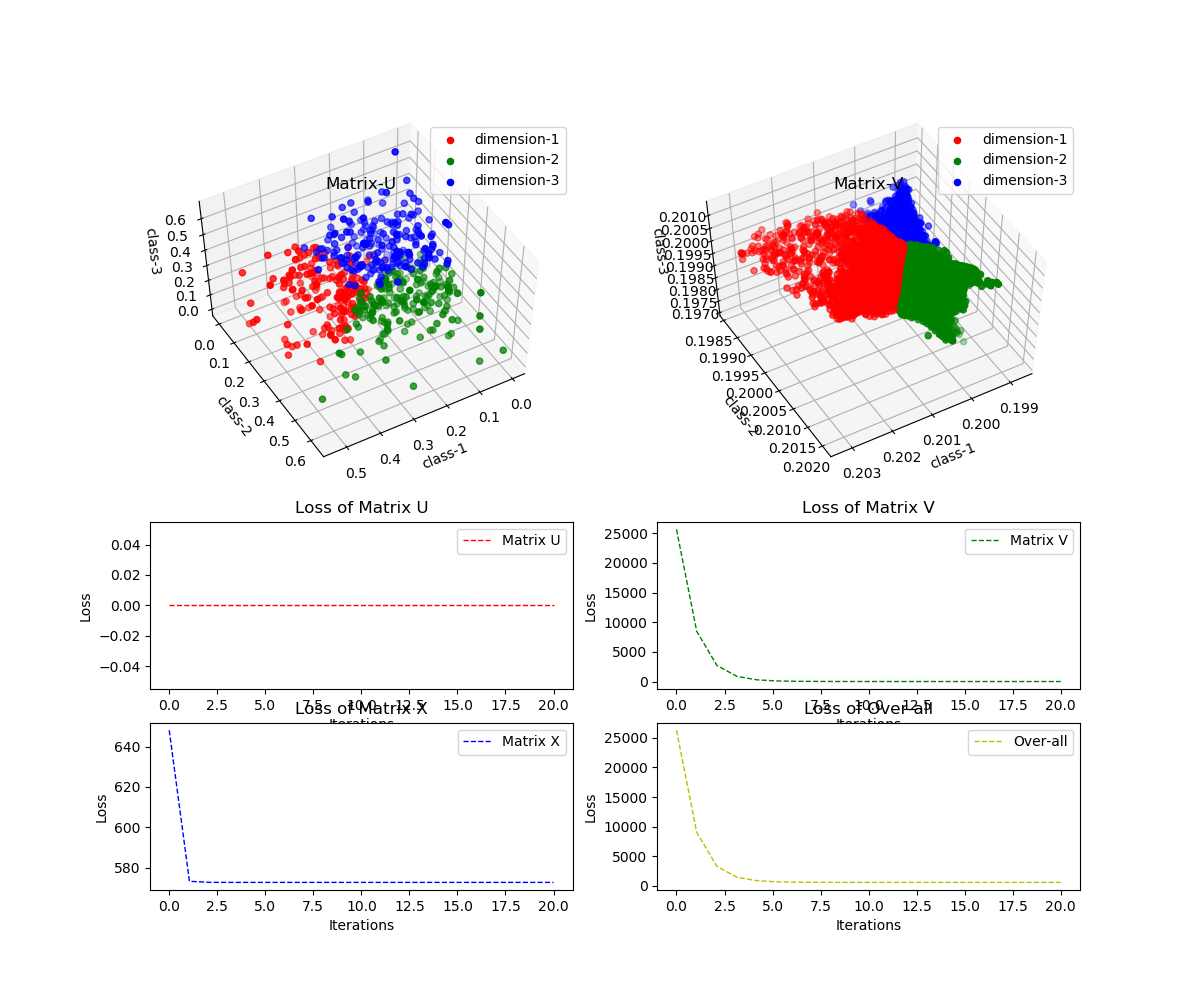 Matrix-U
dimension-1
dimension-2
dimension-3
0.6
0.5
0.4
0.3
0.2
0.1
0.0
class-3
0.0
0.1
0.2
0.3
0.4
0.5
0.6
class-2
0.5
0.4
0.3
0.2
0.1
0.0
class-1
Matrix-V
dimension-1
dimension-2
dimension-3
0.2010
0.2005
0.2000
0.1995
0.1990
0.1985
0.1980
0.1975
0.1970
class-3
0.1985
0.1990
0.1995
0.2000
0.2005
0.2010
0.2015
0.2020
class-2
0.203
0.202
0.201
0.200
0.199
class-1
Loss of Matrix U
Matrix U
0.04
0.02
0.00
−0.02
−0.04
Loss
0.0 2.5 5.0 7.5 10.0 12.5 15.0 17.5 20.0
Iterations
Loss of Matrix V
Matrix V
25000
20000
15000
10000
5000
0
Loss
0.0 2.5 5.0 7.5 10.0 12.5 15.0 17.5 20.0
Iterations
Loss of Matrix X
Matrix X
640
620
600
580
Loss
0.0 2.5 5.0 7.5 10.0 12.5 15.0 17.5 20.0
Iterations
Loss of Over-all
Over-all
25000
20000
15000
10000
5000
0
Loss
0.0 2.5 5.0 7.5 10.0 12.5 15.0 17.5 20.0
Iterations